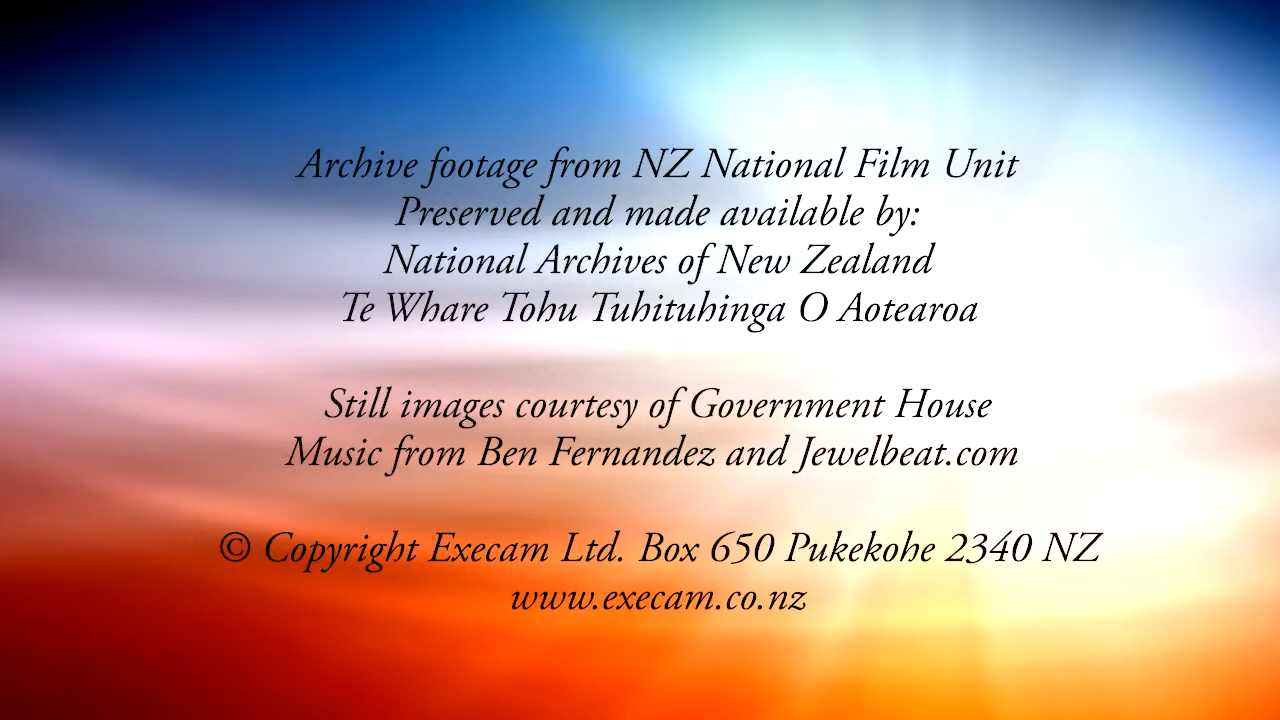 Archive footage from NZ National Film Unit
Preserved and made available by:
National Archives of New Zealand
Te Whare Tohu Tuhituhinga O Aotearoa
Still images courtesy of Government House
Music from Ben Fernandez and Jewelbeat.com
© Copyright Execam Ltd. Box 650 Pukekohe 2340 NZ
www.execam.co.nz